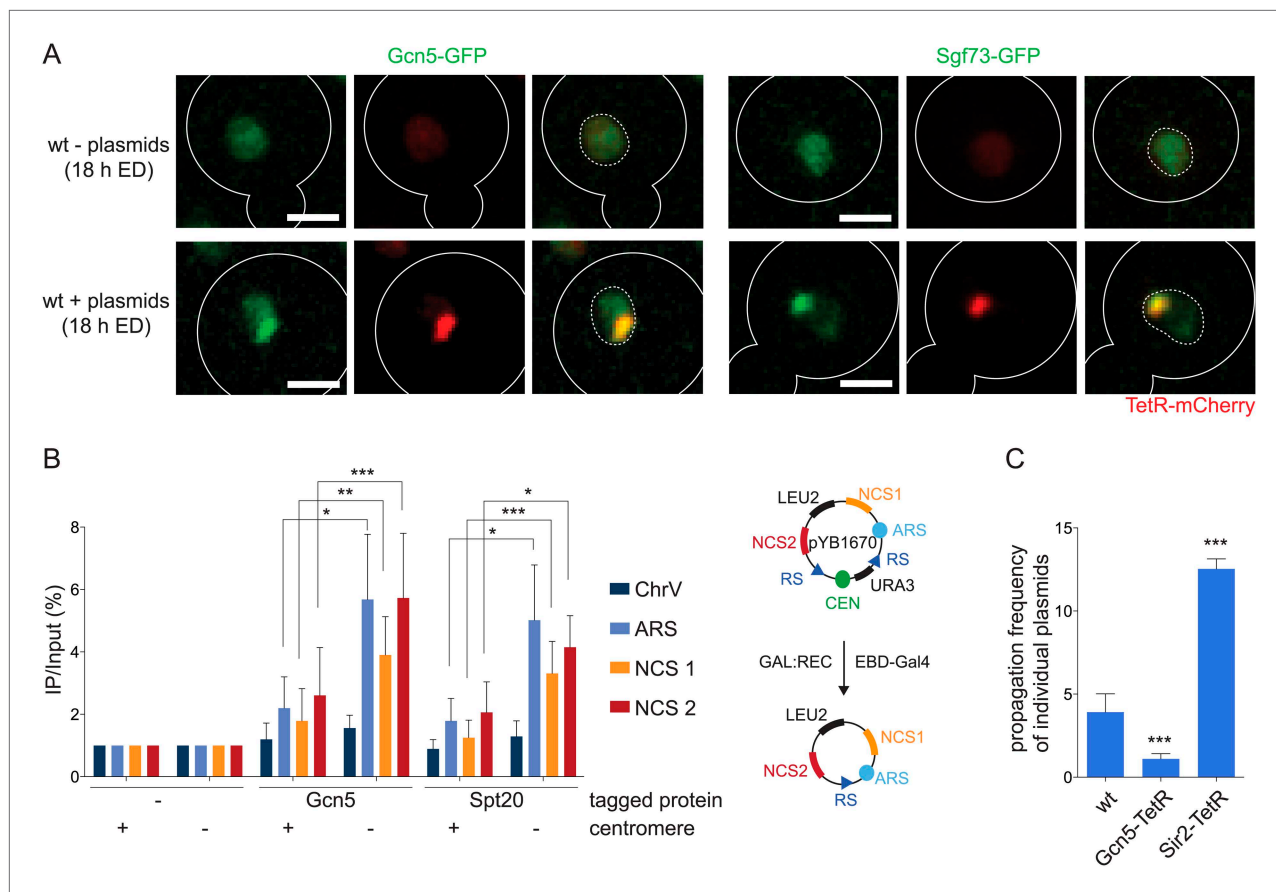 A
Gcn5-GFP
Sgf73-GFP
wt - plasmids
(18 h ED)
wt + plasmids
(18 h ED)
TetR-mCherry
B
IP/Input (%)
8
6
4
2
0
*
**
***
*
***
*
ChrV
ARS
NCS 1
NCS 2
- Gcn5 Spt20 tagged protein
+ - + - + - centromere
LEU2
NCS1
ARS
NCS2
pYB1670
RS
RS
URA3
CEN
GAL:REC
EBD-Gal4
LEU2
NCS1
NCS2
ARS
RS
C
propagation frequency
of individual plasmids
15
10
5
0
***
***
wt
Gcn5-TetR
Sir2-TetR